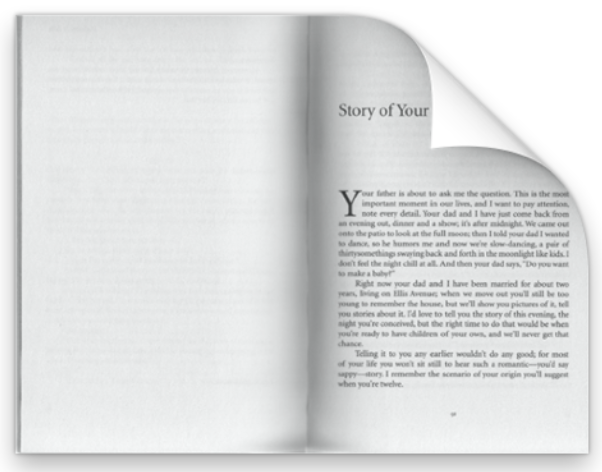 Story of Your
Your father is about to ask me the question. This is the most
important moment in our lives, and I want to pay attention,
note every detail. Your dad and I have just come back from
an evening out, dinner and a show; it's after midnight. We came out
onto the patio to look at the full moon; then I told your dad I wanted
to dance, so he humors me and now we're slow-dancing, a pair of
thirtysomethings swaying back and forth in the moonlight like kids. I
don't feel the night chill at all. And then your dad says, "Do you want
to make a baby?"
Right now your dad and I have been married for about two
years, living on Ellis Avenue; when we move out you'll still be too
young to remember the house, but we'll show you pictures of it, tell
you stories about it. I'd love to tell you the story of this evening, the
night you're conceived, but the right time to do that would be when
you're ready to have children of your own, and we'll never get that
chance.
Telling it to you any earlier wouldn't do any good; for most
of your life you won't sit still to hear such a romantic—you'd say
sappy—story. I remember the scenario of your origin you'll suggest
when you're twelve.